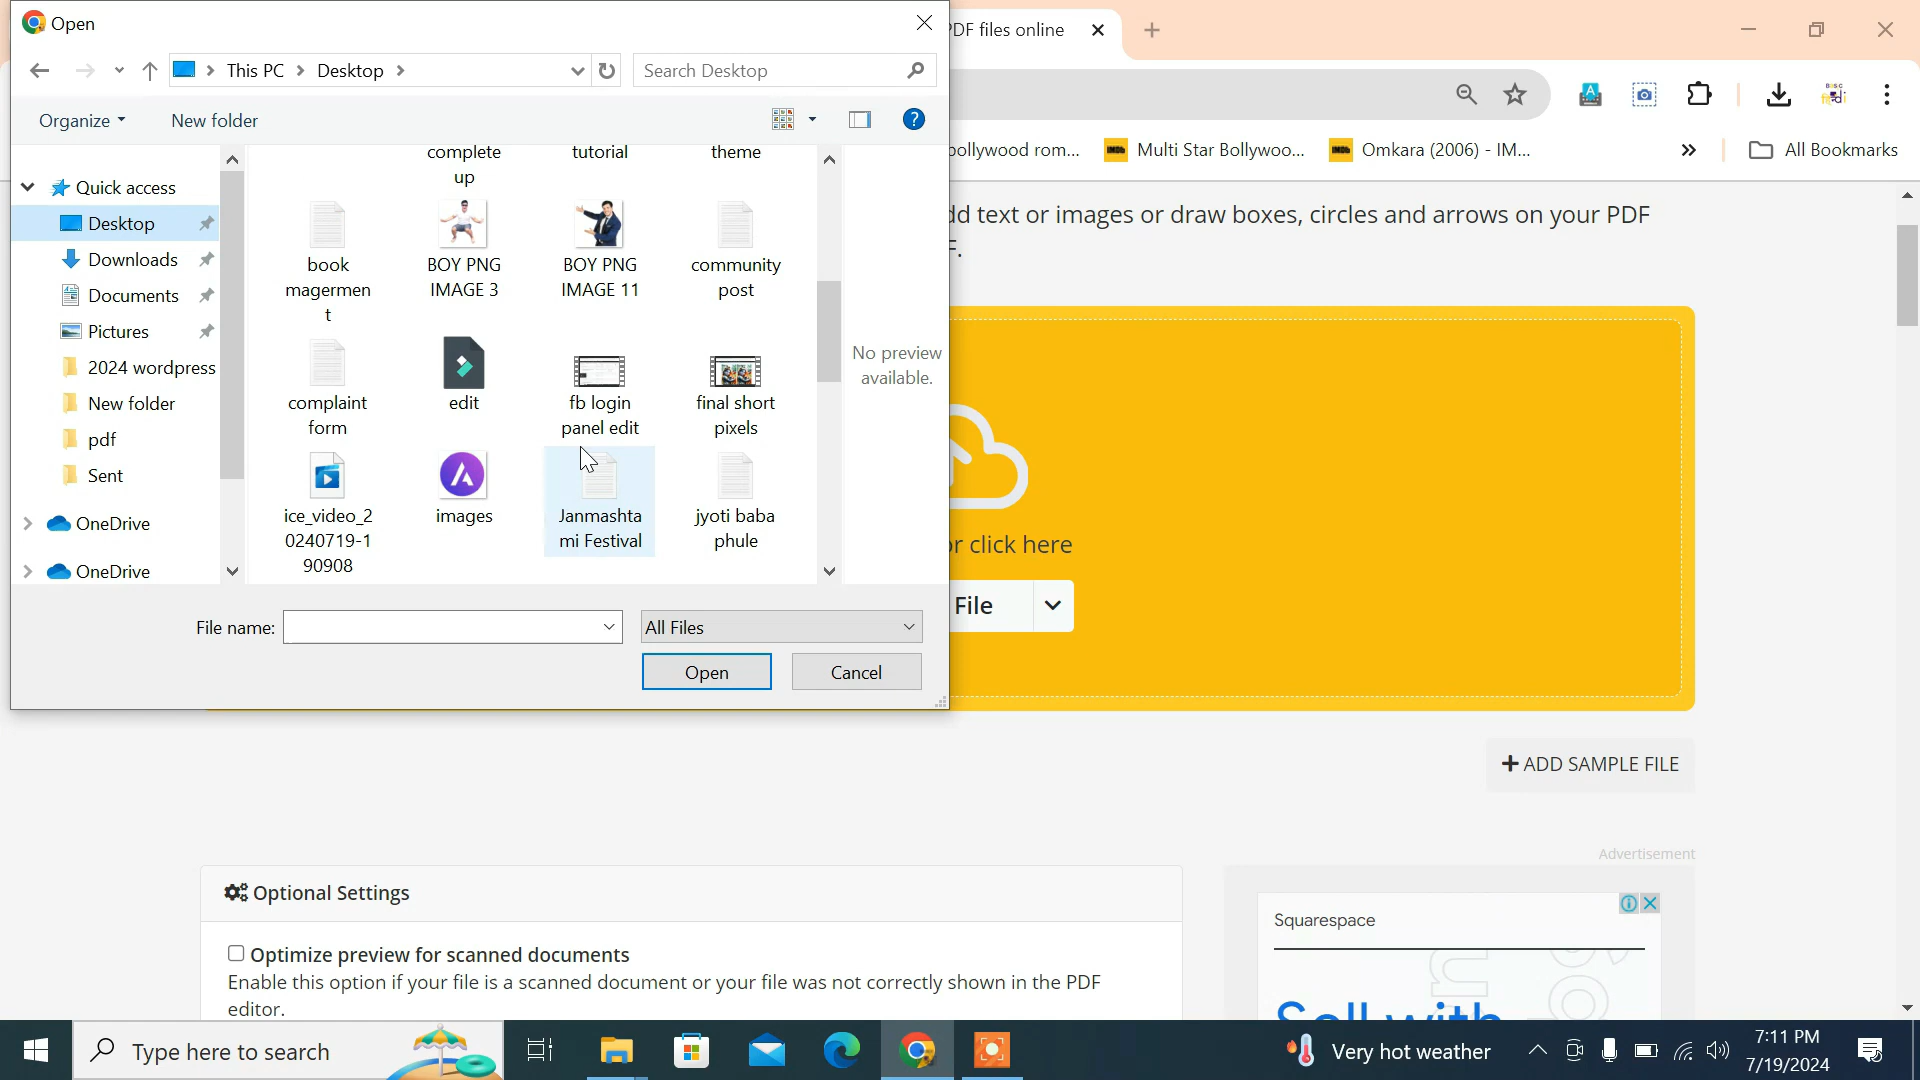 Open
DF files online
This PC
Desktop
Search Desktop
Organize
New folder
bollywood rom...
Multi Star Bollywoo...
Omkara (2006) - IM...
»
All Bookmarks
Quick access
Desktop
Downloads
Documents
Pictures
2024 wordpress
New folder
pdf
Sent
OneDrive
OneDrive
complete
up
tutorial
theme
book
magermen
t
BOY PNG
IMAGE 3
BOY PNG
IMAGE 11
community
post
complaint
form
edit
fb login
panel edit
final short
pixels
ice_video_2
0240719-1
90908
images
Janmashta
mi Festival
jyoti baba
phule
No preview
available.
File name:
All Files
Open
Cancel
dd text or images or draw boxes, circles and arrows on your PDF
F.
or click here
File
+ ADD SAMPLE FILE
Advertisement
Optional Settings
Optimize preview for scanned documents
Enable this option if your file is a scanned document or your file was not correctly shown in the PDF
editor.
Squarespace
Sell with
Type here to search
Very hot weather
7:11 PM
7/19/2024